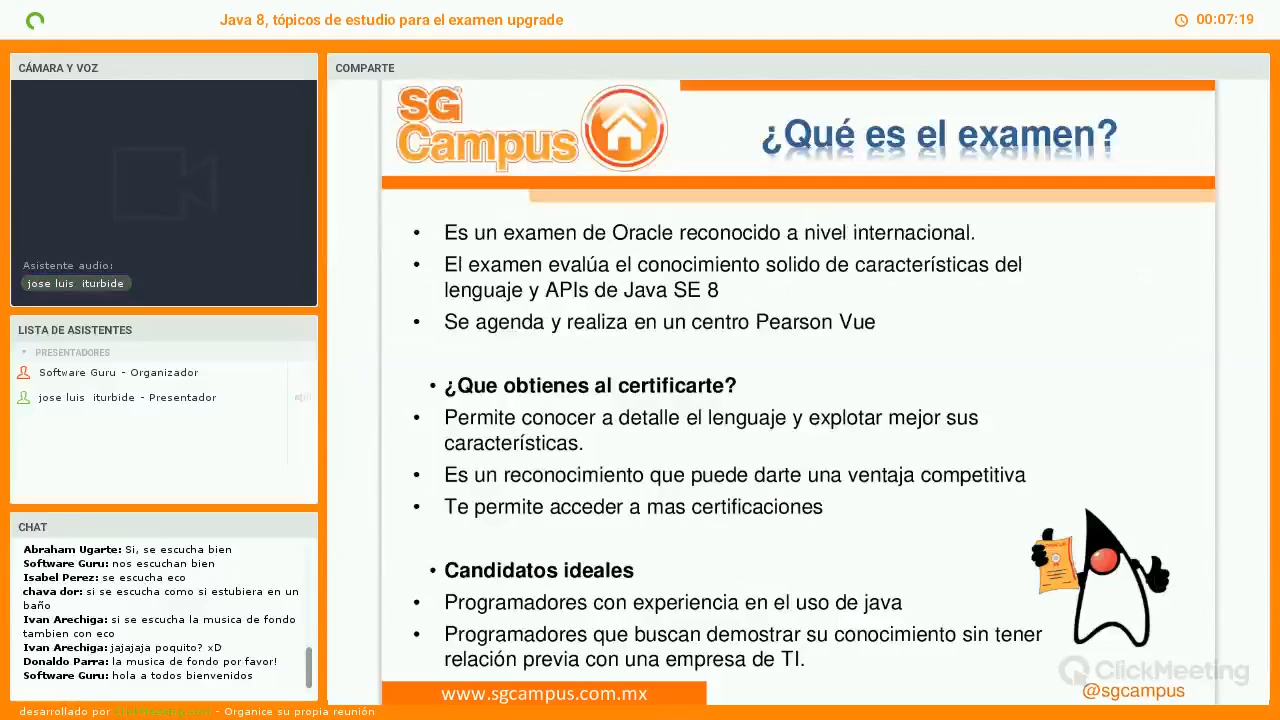 Java 8, tópicos de estudio para el examen upgrade
00:07:19
CÁMARA Y VOZ
Asistente audio:
jose luis iturbide
LISTA DE ASISTENTES
PRESENTADORES
Software Guru - Organizador
jose luis iturbide - Presentador
CHAT
Abraham Ugarte: Si, se escucha bien
Software Guru: nos escuchan bien
Isabel Perez: se escucha eco
chava dor: si se escucha como si estubiera en un
baño
Ivan Arechiga: si se escucha la musica de fondo
tambien con eco
Ivan Arechiga: jajajaja poquito? xD
Donaldo Parra: la musica de fondo por favor!
Software Guru: hola a todos bienvenidos
COMPARTE
SG
Campus
¿Qué es el examen?
• Es un examen de Oracle reconocido a nivel internacional.
• El examen evalúa el conocimiento solido de características del
lenguaje y APIs de Java SE 8
• Se agenda y realiza en un centro Pearson Vue
• ¿Que obtienes al certificarte?
• Permite conocer a detalle el lenguaje y explotar mejor sus
características.
• Es un reconocimiento que puede darte una ventaja competitiva
• Te permite acceder a mas certificaciones
• Candidatos ideales
• Programadores con experiencia en el uso de java
• Programadores que buscan demostrar su conocimiento sin tener
relación previa con una empresa de TI.
ClickMeeting
www.sgcampus.com.mx
@sgcampus
desarrollado por ClickMeeting.com - Organice su propia reunión